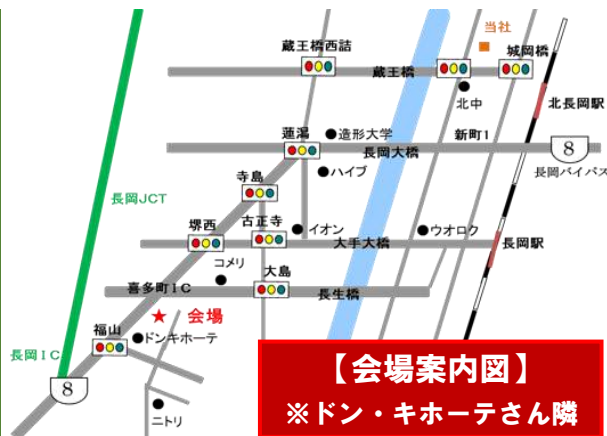 当社
蔵王橋西詰
城岡橋
蔵王橋
北中
北長岡駅
蓮潟
造形大学
新町1
長岡大橋
8
長岡バイパス
ハイブ
寺島
長岡JCT
堺西
古正寺
イオン
ウオロク
大手大橋
長岡駅
コメリ
大島
喜多町IC
長生橋
★ 会場
福山
ドンキホーテ
長岡IC
8
ニトリ
【会場案内図】
※ドン・キホーテさん隣